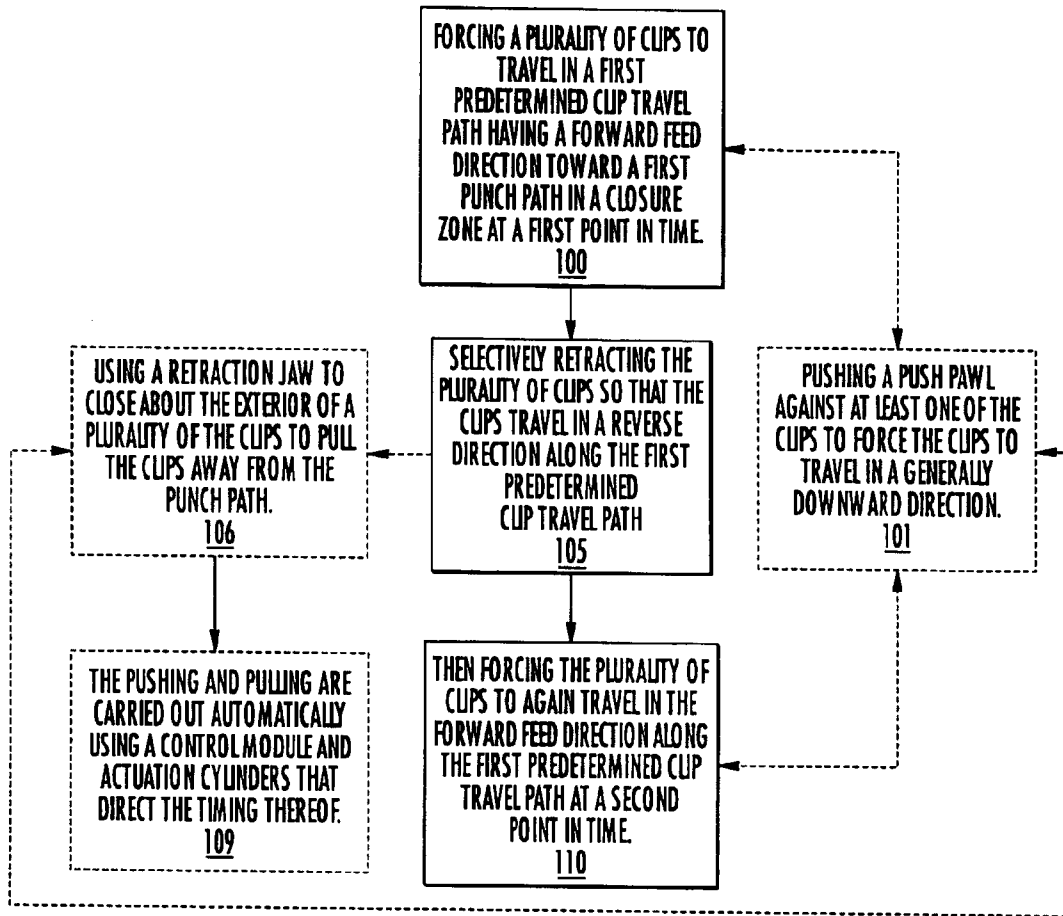 FORCING A PLURALITY OF CLIPS TO
TRAVEL IN A FIRST
PREDETERMINED CLIP TRAVEL
PATH HAVING A FORWARD FEED
DIRECTION TOWARD A FIRST
PUNCH PATH IN A CLOSURE
ZONE AT A FIRST POINT IN TIME.
100
USING A RETRACTION JAW TO
CLOSE ABOUT THE EXTERIOR OF A
PLURALITY OF THE CLIPS TO PULL
THE CLIPS AWAY FROM THE
PUNCH PATH.
106
SELECTIVELY RETRACTING THE
PLURALITY OF CLIPS SO THAT THE
CLIPS TRAVEL IN A REVERSE
DIRECTION ALONG THE FIRST
PREDETERMINED
CLIP TRAVEL PATH
105
PUSHING A PUSH PAWL
AGAINST AT LEAST ONE OF THE
CLIPS TO FORCE THE CLIPS TO
TRAVEL IN A GENERALLY
DOWNWARD DIRECTION.
101
THE PUSHING AND PULLING ARE
CARRIED OUT AUTOMATICALLY
USING A CONTROL MODULE AND
ACTUATION CYLINDERS THAT
DIRECT THE TIMING THEREOF.
109
THEN FORCING THE PLURALITY OF
CLIPS TO AGAIN TRAVEL IN THE
FORWARD FEED DIRECTION ALONG
THE FIRST PREDETERMINED CLIP
TRAVEL PATH AT A SECOND
POINT IN TIME.
110